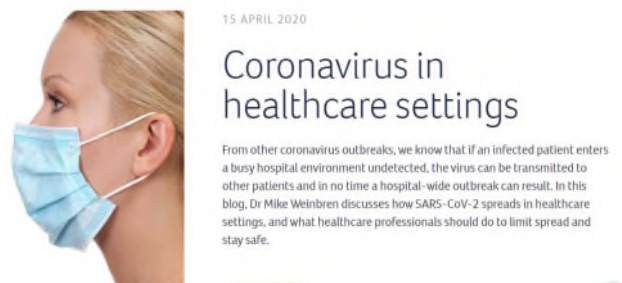 15 APRIL 2020
Coronavirus in
healthcare settings
From other coronavirus outbreaks, we know that if an infected patient enters
a busy hospital environment undetected, the virus can be transmitted to
other patients and in no time a hospital-wide outbreak can result. In this
blog, Dr Mike Weinbren discusses how SARS-CoV-2 spreads in healthcare
settings, and what healthcare professionals should do to limit spread and
stay safe.